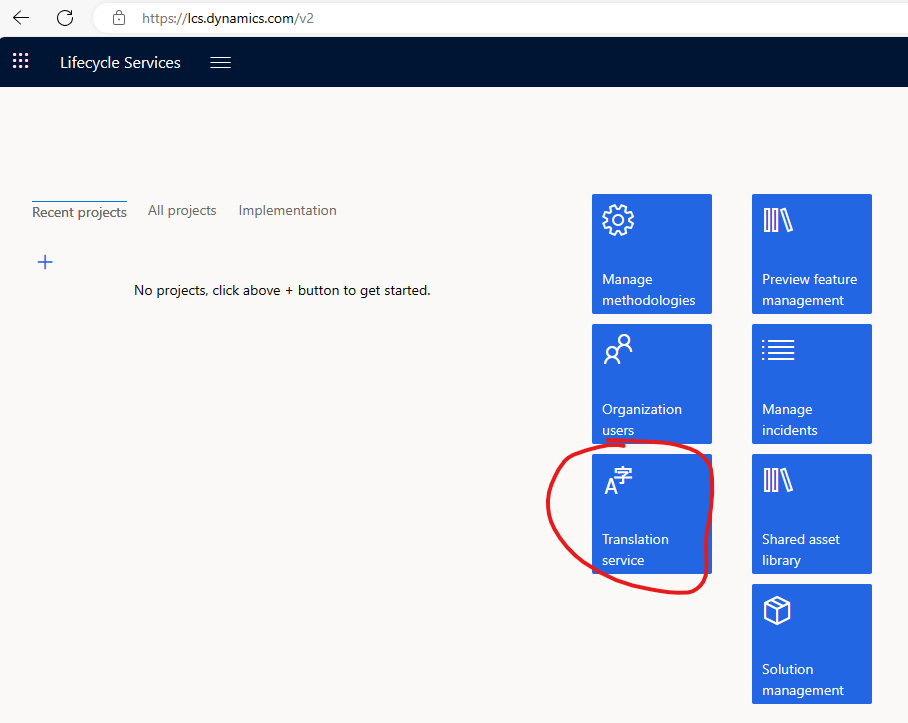 https://lcs.dynamics.com/v2
Lifecycle Services
Recent projects All projects Implementation
+
No projects, click above + button to get started.
Manage
methodologies
Preview feature
management
Organization
users
Manage
incidents
A字
Translation
service
Shared asset
library
Solution
management